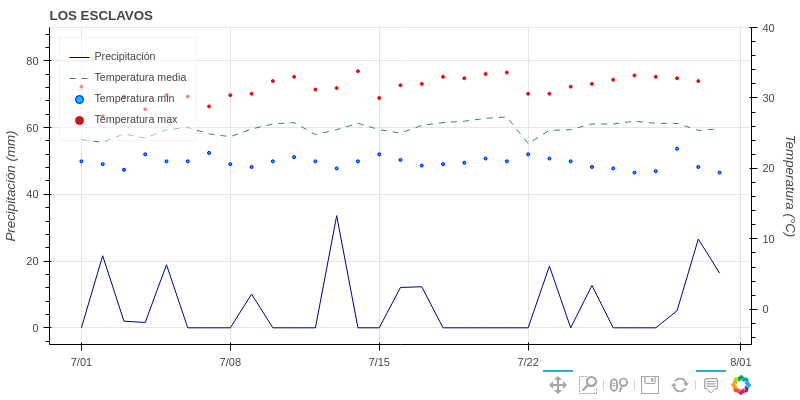 LOS ESCLAVOS
Precipitación
Temperatura media
Temperatura min
Temperatura max
80
60
40
20
0
Precipitación (mm)
40
30
20
10
0
Temperatura (°C)
7/01
7/08
7/15
7/22
8/01